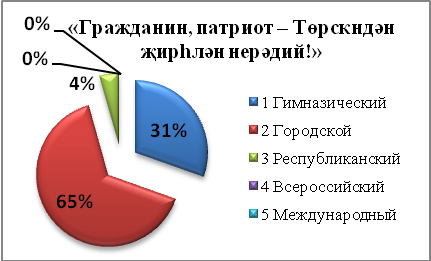 «Гражданин, патриот – Төрскндән
җирһлән нерәдий!»
0%
0%
4%
31%
65%
1 Гимназический
2 Городской
3 Республиканский
4 Всероссийский
5 Международный